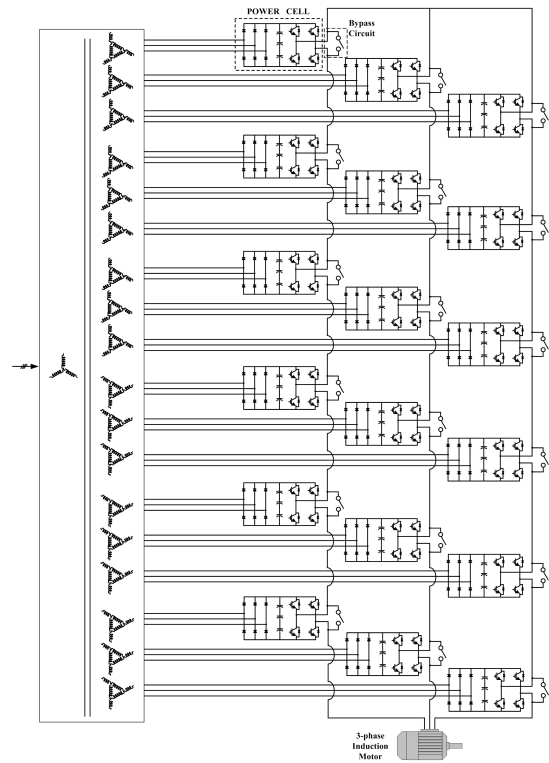 POWER CELL
Bypass
Circuit
3-phase
Induction
Motor